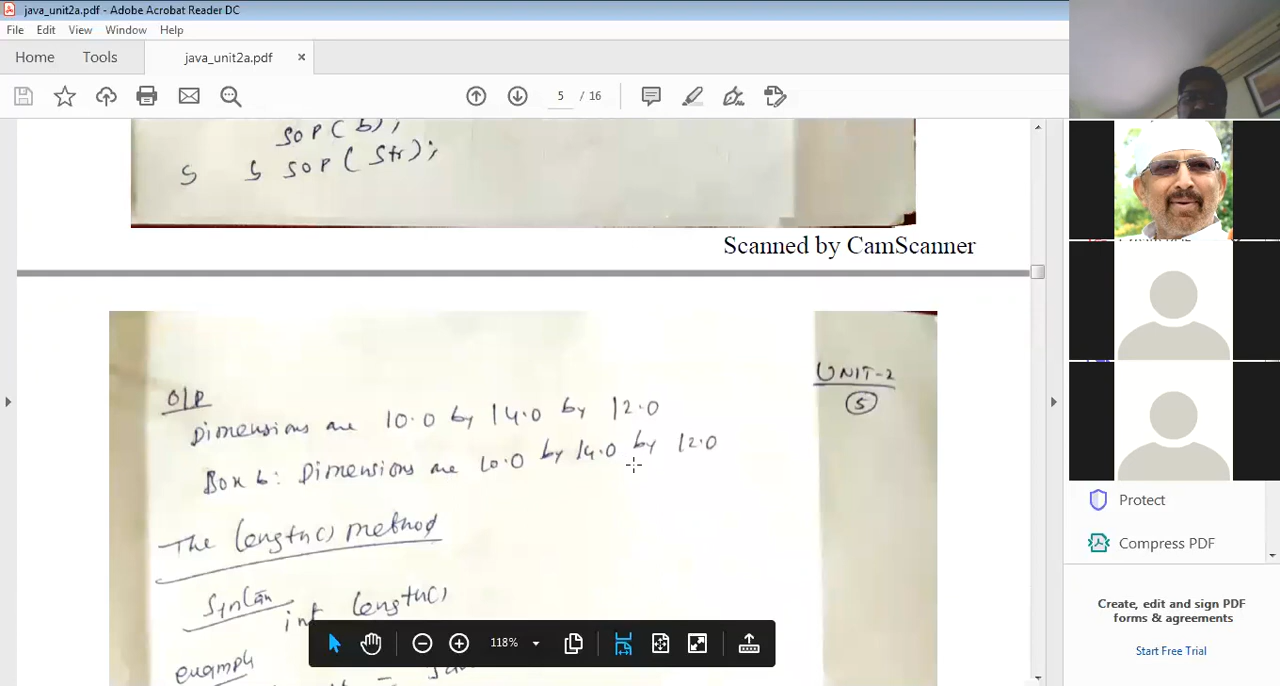 java_unit2a.pdf - Adobe Acrobat Reader DC
File Edit View Window Help
Home Tools java_unit2a.pdf ×
5 / 16
SOP( b);
SOP( Str);
Scanned by CamScanner
UNIT-2
5
O/P
Dimensions are 10.0 by 14.0 by 12.0
Box b: Dimensions are 10.0 by 14.0 by 12.0
The length() method
Syntax
int length()
118%
Protect
Compress PDF
Create, edit and sign PDF
forms & agreements
Start Free Trial